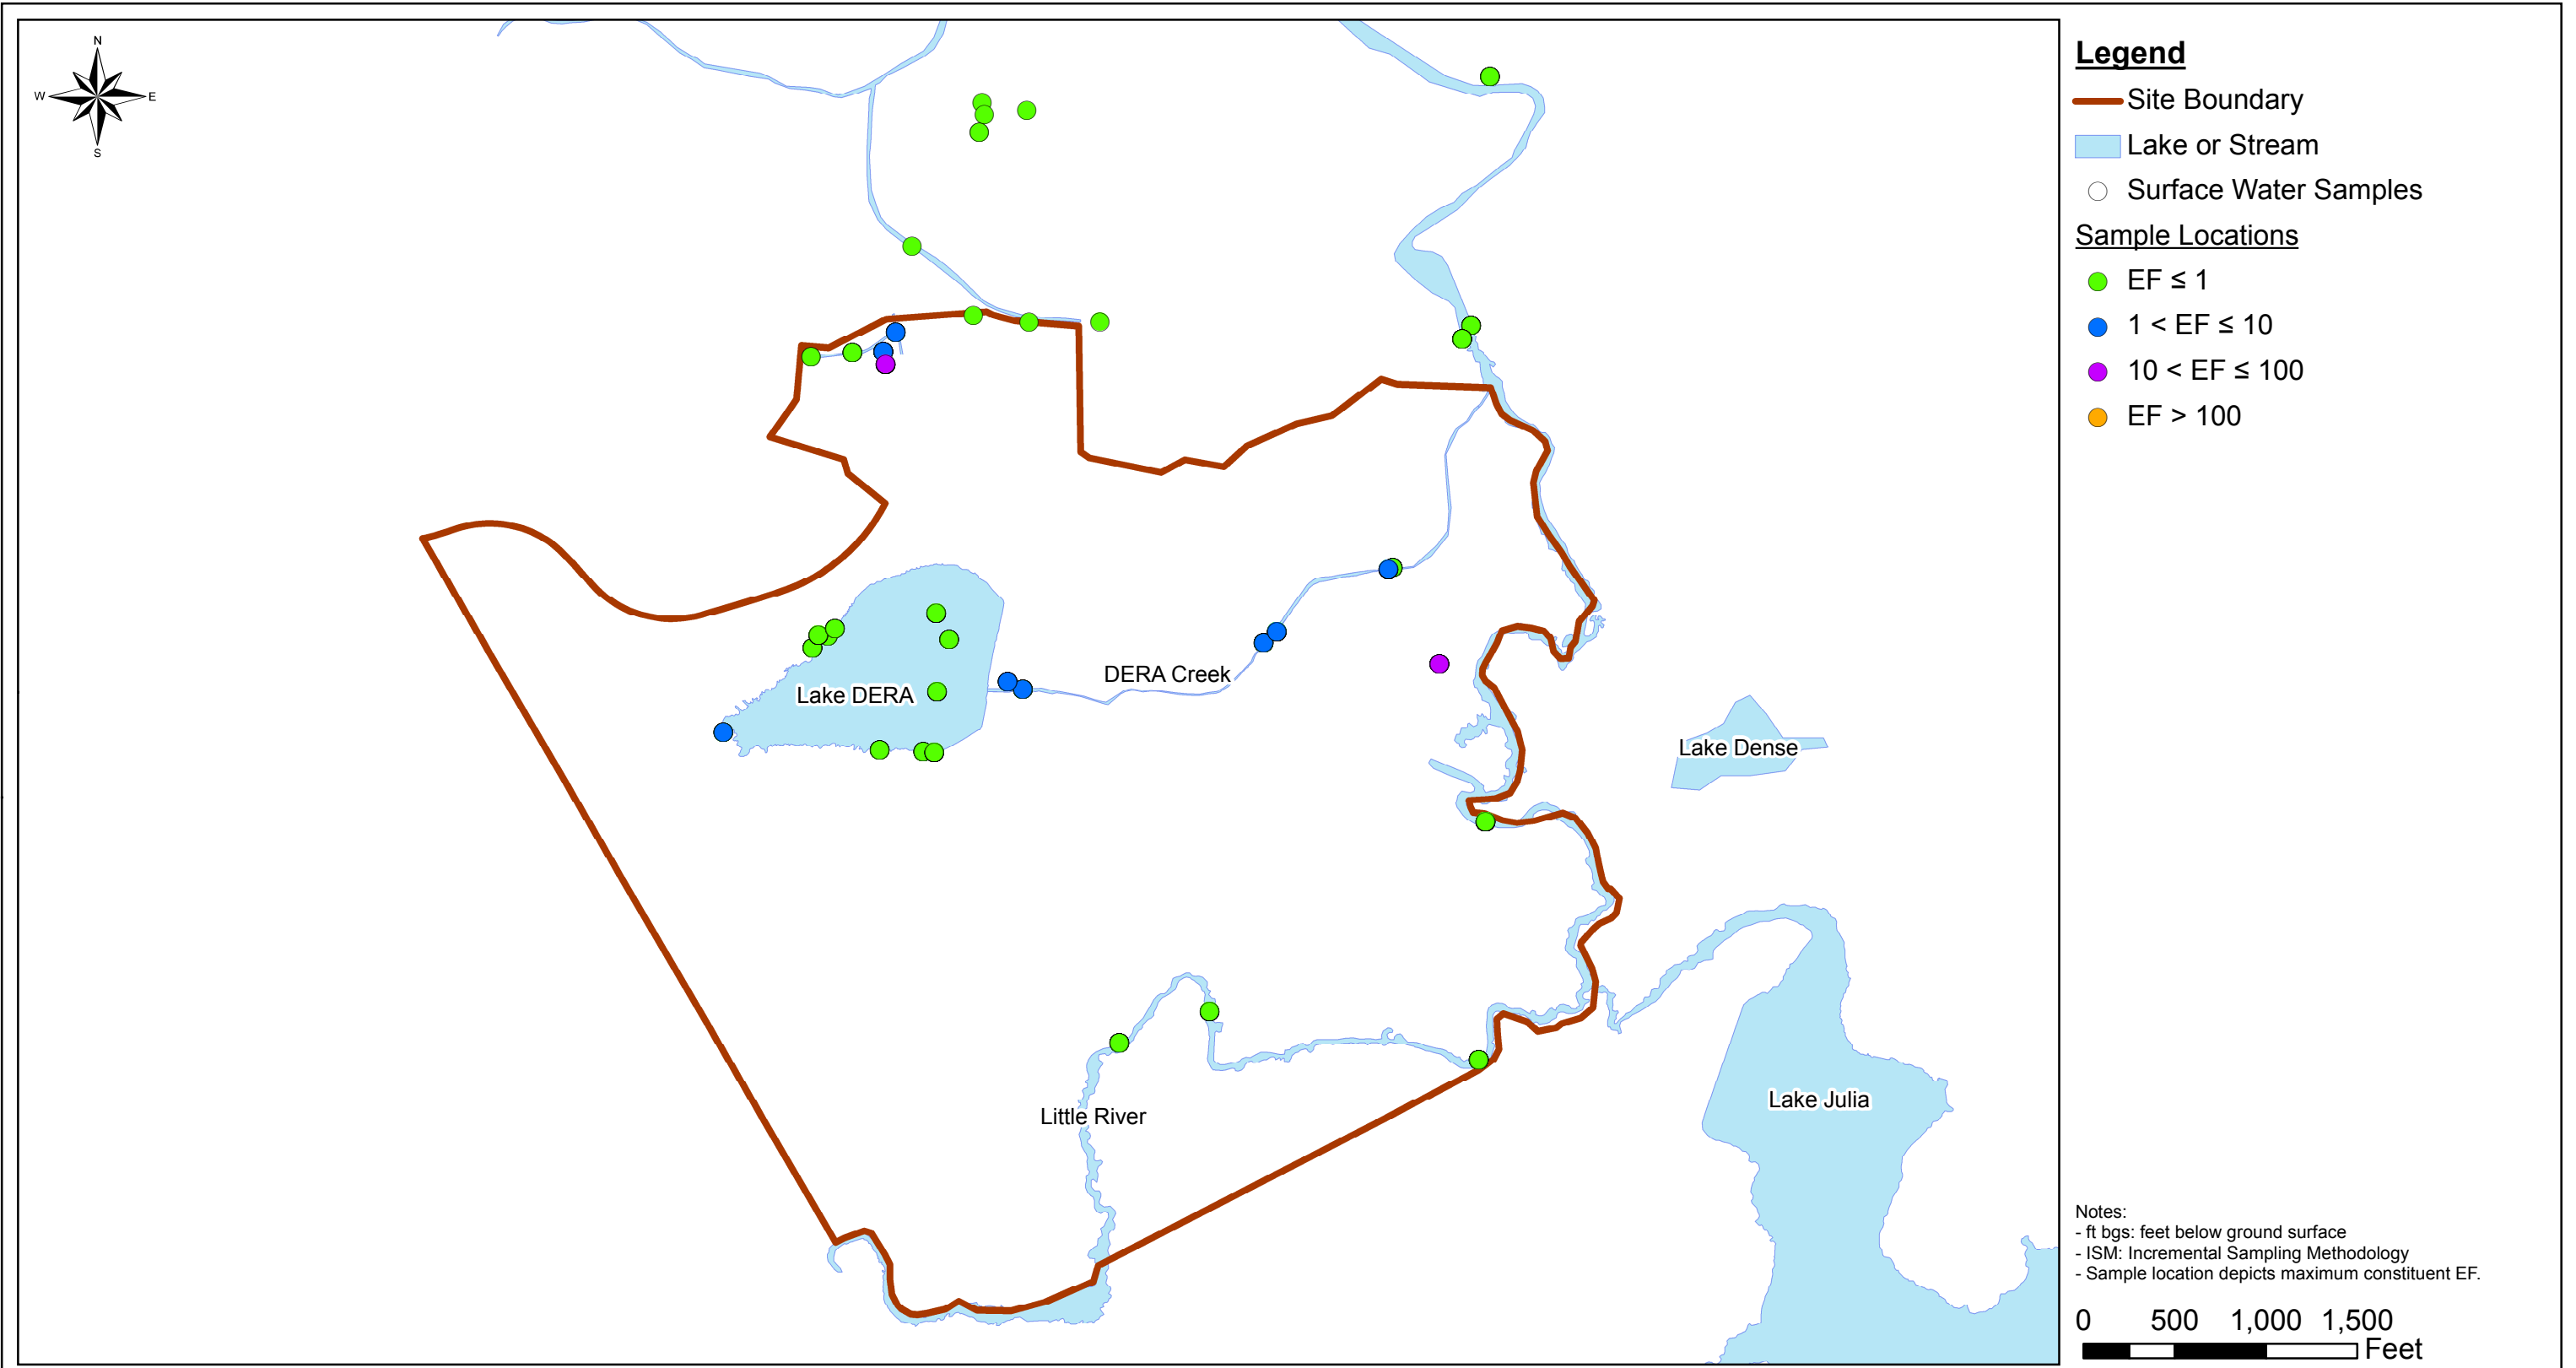 N
W E
S
Lake DERA
DERA Creek
Lake Dense
Little River
Lake Julia
Legend
Site Boundary
Lake or Stream
Surface Water Samples
Sample Locations
EF ≤ 1
1 < EF ≤ 10
10 < EF ≤ 100
EF > 100
Notes:
- ft bgs: feet below ground surface
- ISM: Incremental Sampling Methodology
- Sample location depicts maximum constituent EF.
0 500 1,000 1,500
Feet